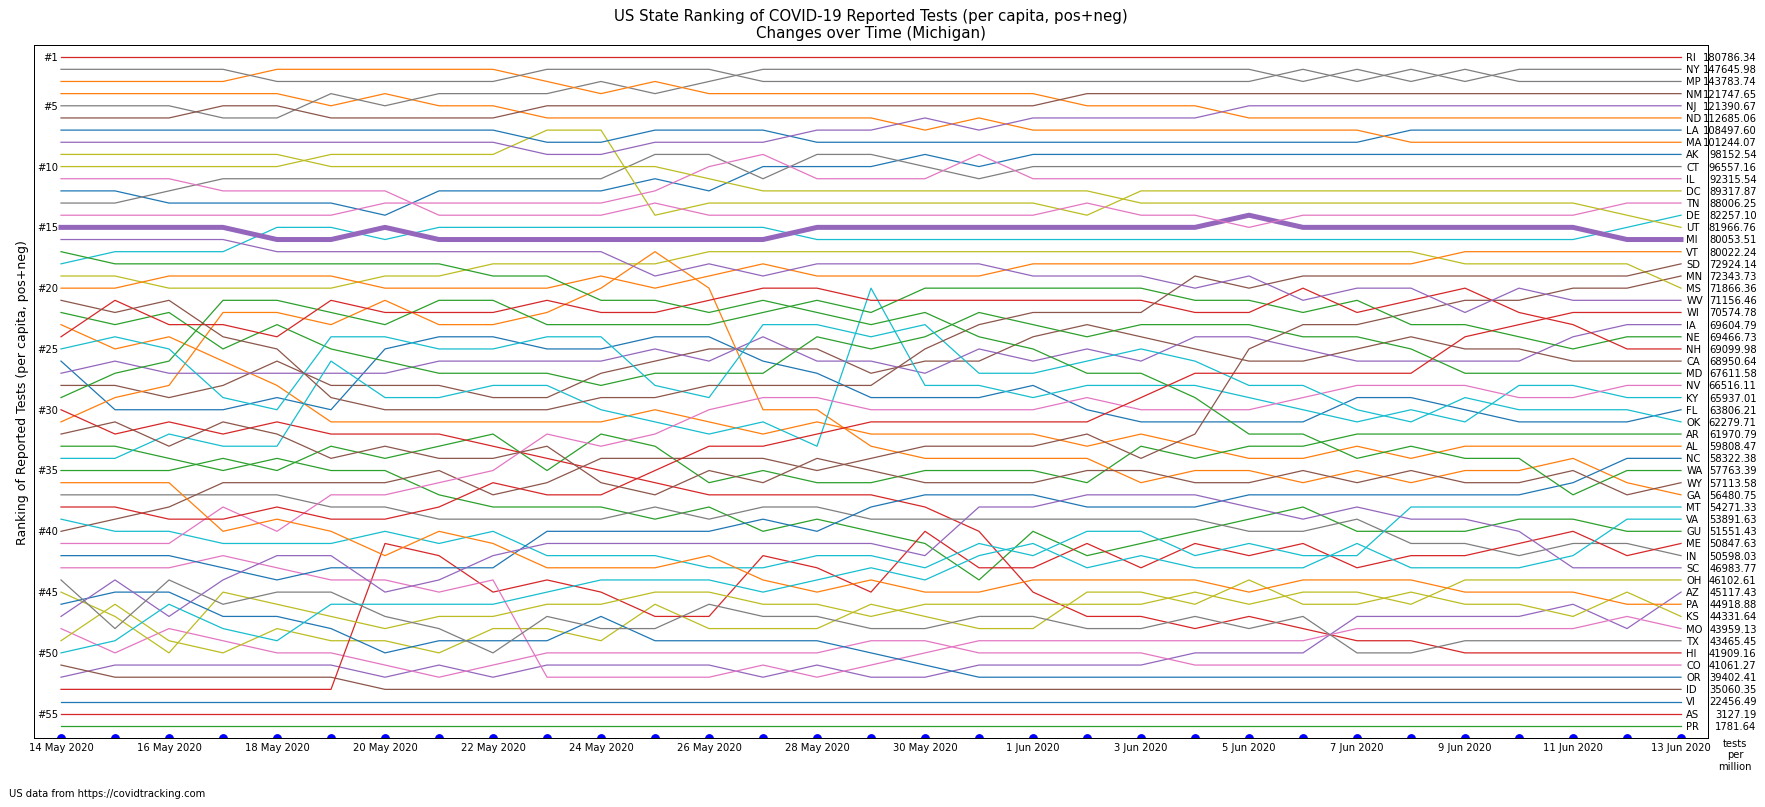 US State Ranking of COVID-19 Reported Tests (per capita, pos+neg)
Changes over Time (Michigan)
Ranking of Reported Tests (per capita, pos+neg)
#1
#5
#10
#15
#20
#25
#30
#35
#40
#45
#50
#55
RI 180786.34
NY 147645.98
MP 143783.74
NM 121747.65
NJ 121390.67
ND 112685.06
LA 108497.60
MA 101244.07
AK 98152.54
CT 96557.16
IL 92315.54
DC 89317.87
TN 88006.25
DE 82257.10
UT 81966.76
MI 80053.51
VT 80022.24
SD 72924.14
MN 72343.73
MS 71866.36
WV 71156.46
WI 70574.78
IA 69604.79
NE 69466.73
NH 69099.98
CA 68950.64
MD 67611.58
NV 66516.11
KY 65937.01
FL 63806.21
OK 62279.71
AR 61970.79
AL 59808.47
NC 58322.38
WA 57763.39
WY 57113.58
GA 56480.75
MT 54271.33
VA 53891.63
GU 51551.43
ME 50847.63
IN 50598.03
SC 46983.77
OH 46102.61
AZ 45117.43
PA 44918.88
KS 44331.64
MO 43959.13
TX 43465.45
HI 41909.16
CO 41061.27
OR 39402.41
ID 35060.35
VI 22456.49
AS 3127.19
PR 1781.64
14 May 2020 16 May 2020 18 May 2020 20 May 2020 22 May 2020 24 May 2020 26 May 2020 28 May 2020 30 May 2020 1 Jun 2020 3 Jun 2020 5 Jun 2020 7 Jun 2020 9 Jun 2020 11 Jun 2020 13 Jun 2020
tests
per
million
US data from https://covidtracking.com